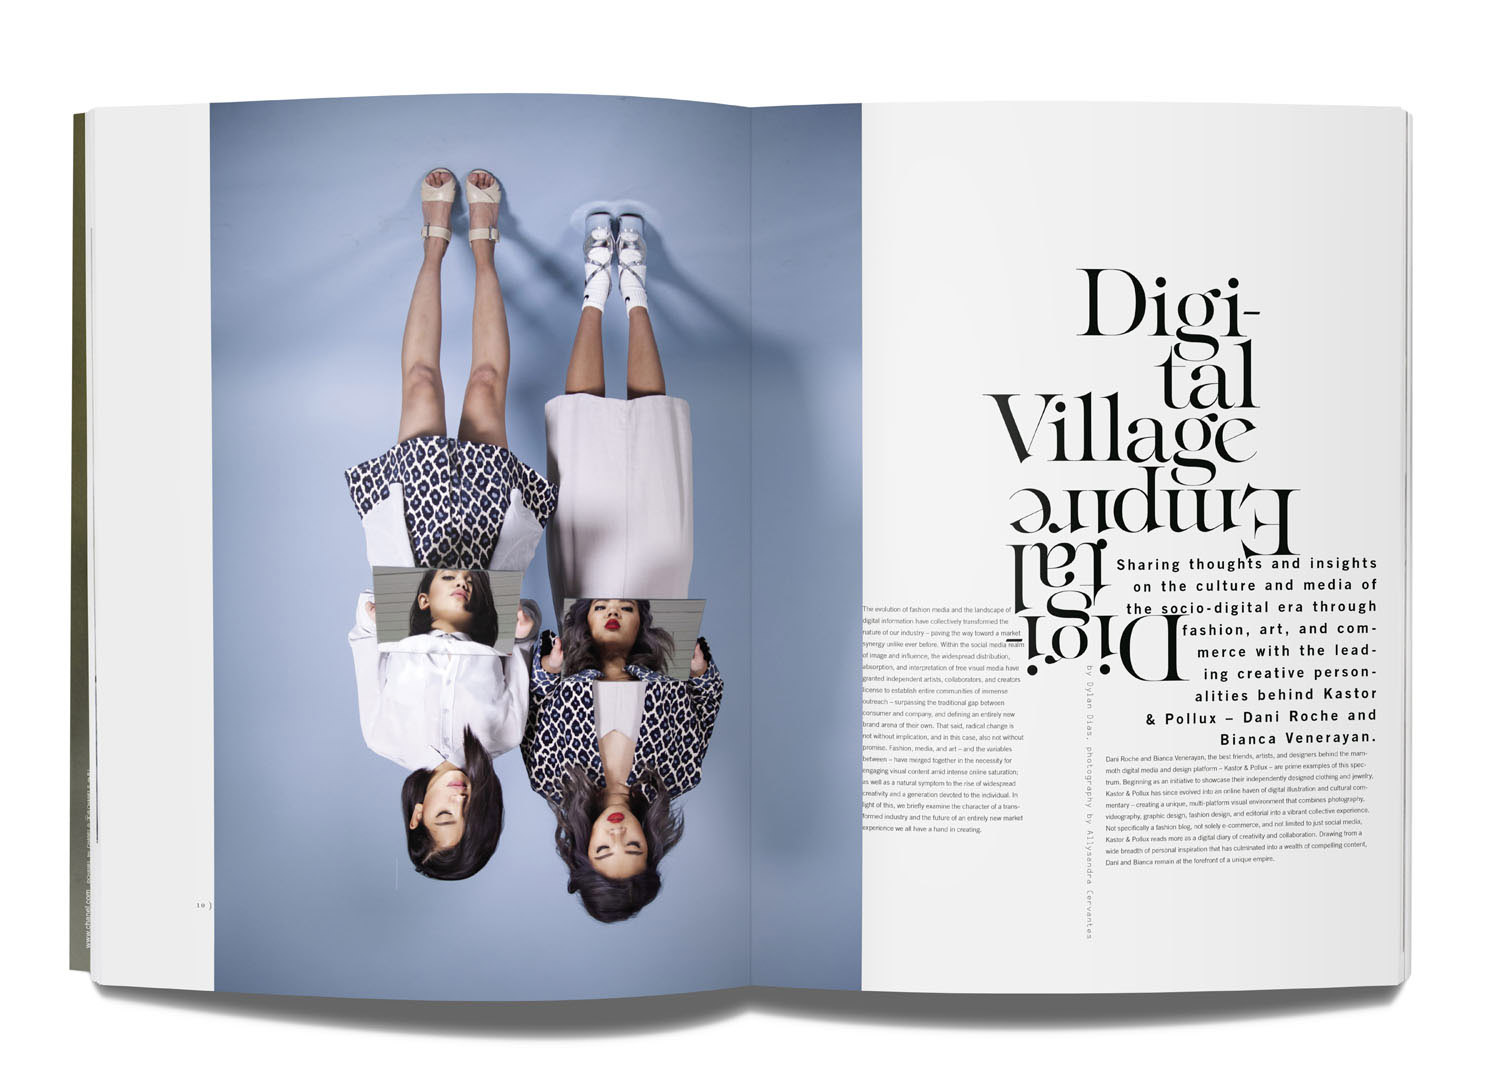 Digi-
tal
Village
Empire
tal
Digi-
Sharing thoughts and insights
on the culture and media of
the socio-digital era through
fashion, art, and com-
merce with the lead-
ing creative person-
alities behind Kastor
& Pollux – Dani Roche and
Bianca Venerayan.
by Dylan Dias, photography by Allysandra Cervantes
The evolution of fashion media and the landscape of
digital information have collectively transformed the
nature of our industry – paving the way toward a market
synergy unlike ever before. Within the social media realm
of image and influence, the widespread distribution,
absorption, and interpretation of free visual media have
granted independent artists, collaborators, and creators
license to establish entire communities of immense
outreach – surpassing the traditional gap between
consumer and company, and defining an entirely new
brand arena of their own. That said, radical change is
not without implication, and in this case, also not without
promise. Fashion, media, and art – and the variables
between – have merged together in the necessity for
engaging visual content amid intense online saturation;
as well as a natural symptom to the rise of widespread
creativity and a generation devoted to the individual. In
light of this, we briefly examine the character of a trans-
formed industry and the future of an entirely new market
experience we all have a hand in creating.
Dani Roche and Bianca Venerayan, the best friends, artists, and designers behind the mam-
moth digital media and design platform – Kastor & Pollux – are prime examples of this spec-
trum. Beginning as an initiative to showcase their independently designed clothing and jewelry,
Kastor & Pollux has since evolved into an online haven of digital illustration and cultural com-
mentary – creating a unique, multi-platform visual environment that combines photography,
videography, graphic design, fashion design, and editorial into a vibrant collective experience.
Not specifically a fashion blog, not solely e-commerce, and not limited to just social media,
Kastor & Pollux reads more as a digital diary of creativity and collaboration. Drawing from a
wide breadth of personal inspiration that has culminated into a wealth of compelling content,
Dani and Bianca remain at the forefront of a unique empire.
10 )
www.chanel.com